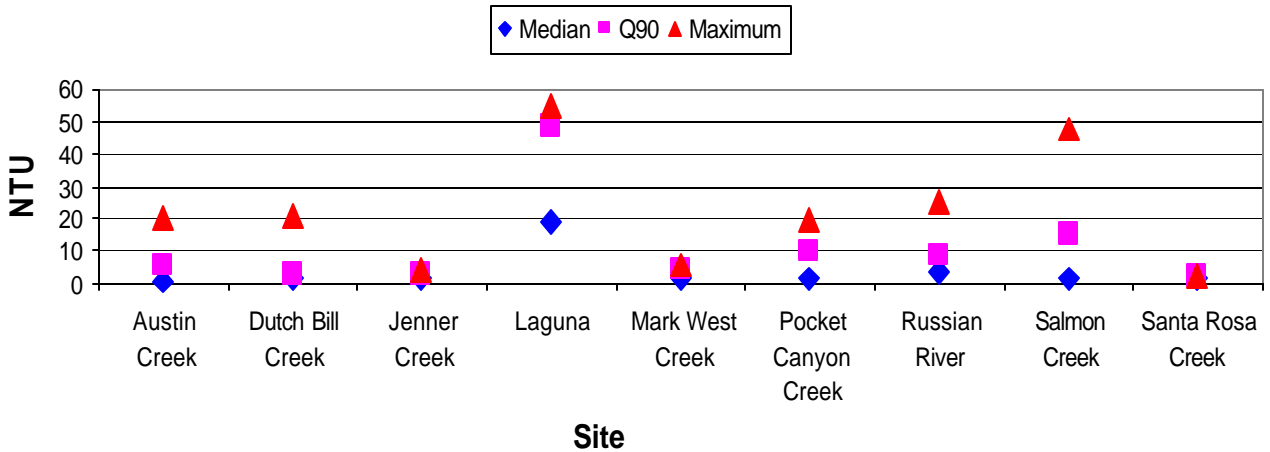 Median Q90 Maximum
60
50
40
30
20
10
0
NTU
Austin Creek
Dutch Bill Creek
Jenner Creek
Laguna
Mark West Creek
Pocket Canyon Creek
Russian River
Salmon Creek
Santa Rosa Creek
Site